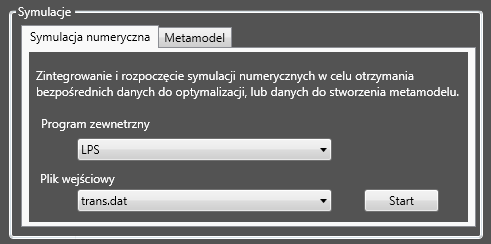 Symulacje
Symulacja numeryczna Metamodel
Zintegrowanie i rozpoczęcie symulacji numerycznych w celu otrzymania
bezpośrednich danych do optymalizacji, lub danych do stworzenia metamodelu.
Program zewnetrzny
LPS
Plik wejściowy
trans.dat Start